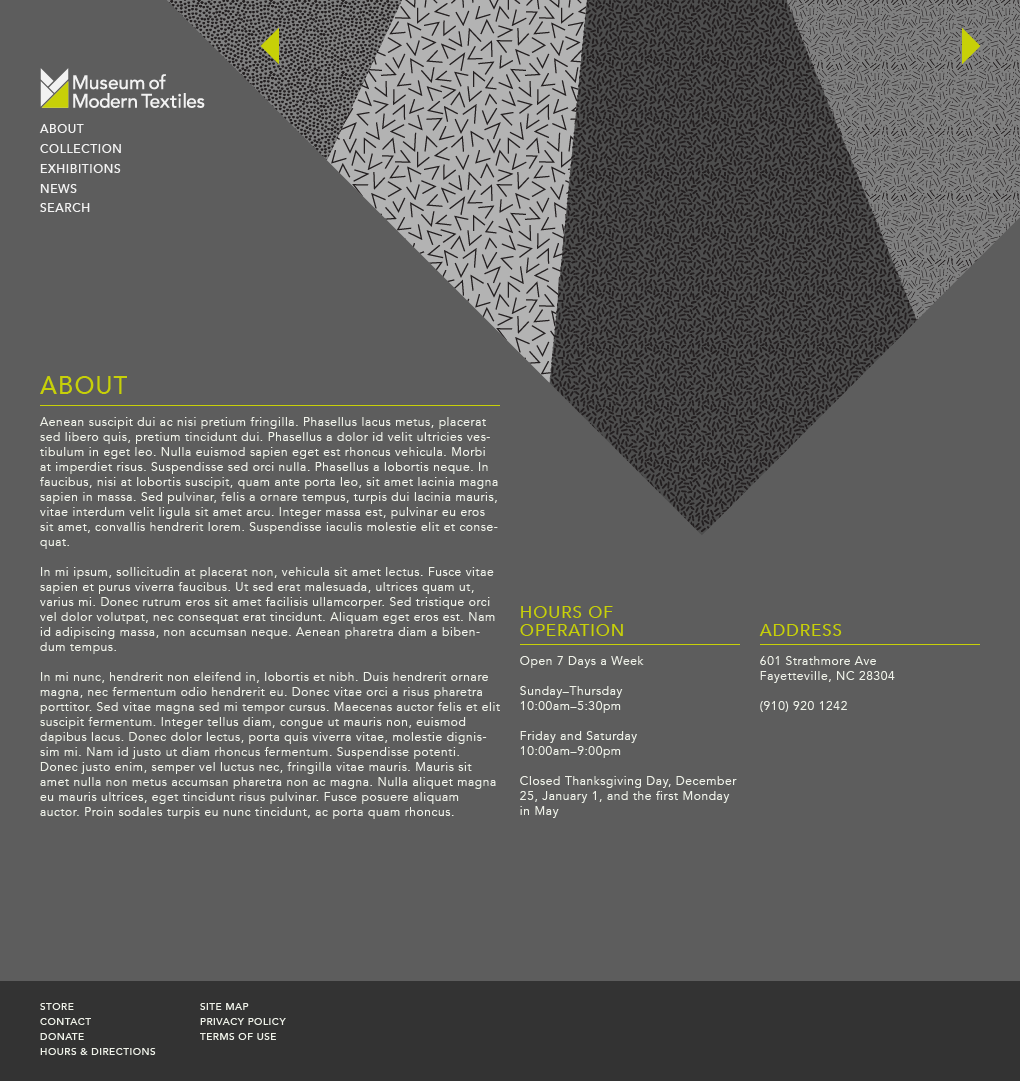 Museum of
Modern Textiles
ABOUT
COLLECTION
EXHIBITIONS
NEWS
SEARCH
ABOUT
Aenean suscipit dui ac nisi pretium fringilla. Phasellus lacus metus, placerat
sed libero quis, pretium tincidunt dui. Phasellus a dolor id velit ultricies ves-
tibulum in eget leo. Nulla euismod sapien eget est rhoncus vehicula. Morbi
at imperdiet risus. Suspendisse sed orci nulla. Phasellus a lobortis neque. In
faucibus, nisi at lobortis suscipit, quam ante porta leo, sit amet lacinia magna
sapien in massa. Sed pulvinar, felis a ornare tempus, turpis dui lacinia mauris,
vitae interdum velit ligula sit amet arcu. Integer massa est, pulvinar eu eros
sit amet, convallis hendrerit lorem. Suspendisse iaculis molestie elit et conse-
quat.
In mi ipsum, sollicitudin at placerat non, vehicula sit amet lectus. Fusce vitae
sapien et purus viverra faucibus. Ut sed erat malesuada, ultrices quam ut,
varius mi. Donec rutrum eros sit amet facilisis ullamcorper. Sed tristique orci
vel dolor volutpat, nec consequat erat tincidunt. Aliquam eget eros est. Nam
id adipiscing massa, non accumsan neque. Aenean pharetra diam a biben-
dum tempus.
In mi nunc, hendrerit non eleifend in, lobortis et nibh. Duis hendrerit ornare
magna, nec fermentum odio hendrerit eu. Donec vitae orci a risus pharetra
porttitor. Sed vitae magna sed mi tempor cursus. Maecenas auctor felis et elit
suscipit fermentum. Integer tellus diam, congue ut mauris non, euismod
dapibus lacus. Donec dolor lectus, porta quis viverra vitae, molestie dignis-
sim mi. Nam id justo ut diam rhoncus fermentum. Suspendisse potenti.
Donec justo enim, semper vel luctus nec, fringilla vitae mauris. Mauris sit
amet nulla non metus accumsan pharetra non ac magna. Nulla aliquet magna
eu mauris ultrices, eget tincidunt risus pulvinar. Fusce posuere aliquam
auctor. Proin sodales turpis eu nunc tincidunt, ac porta quam rhoncus.
HOURS OF
OPERATION
Open 7 Days a Week
Sunday–Thursday
10:00am–5:30pm
Friday and Saturday
10:00am–9:00pm
Closed Thanksgiving Day, December
25, January 1, and the first Monday
in May
ADDRESS
601 Strathmore Ave
Fayetteville, NC 28304
(910) 920 1242
STORE
CONTACT
DONATE
HOURS & DIRECTIONS
SITE MAP
PRIVACY POLICY
TERMS OF USE